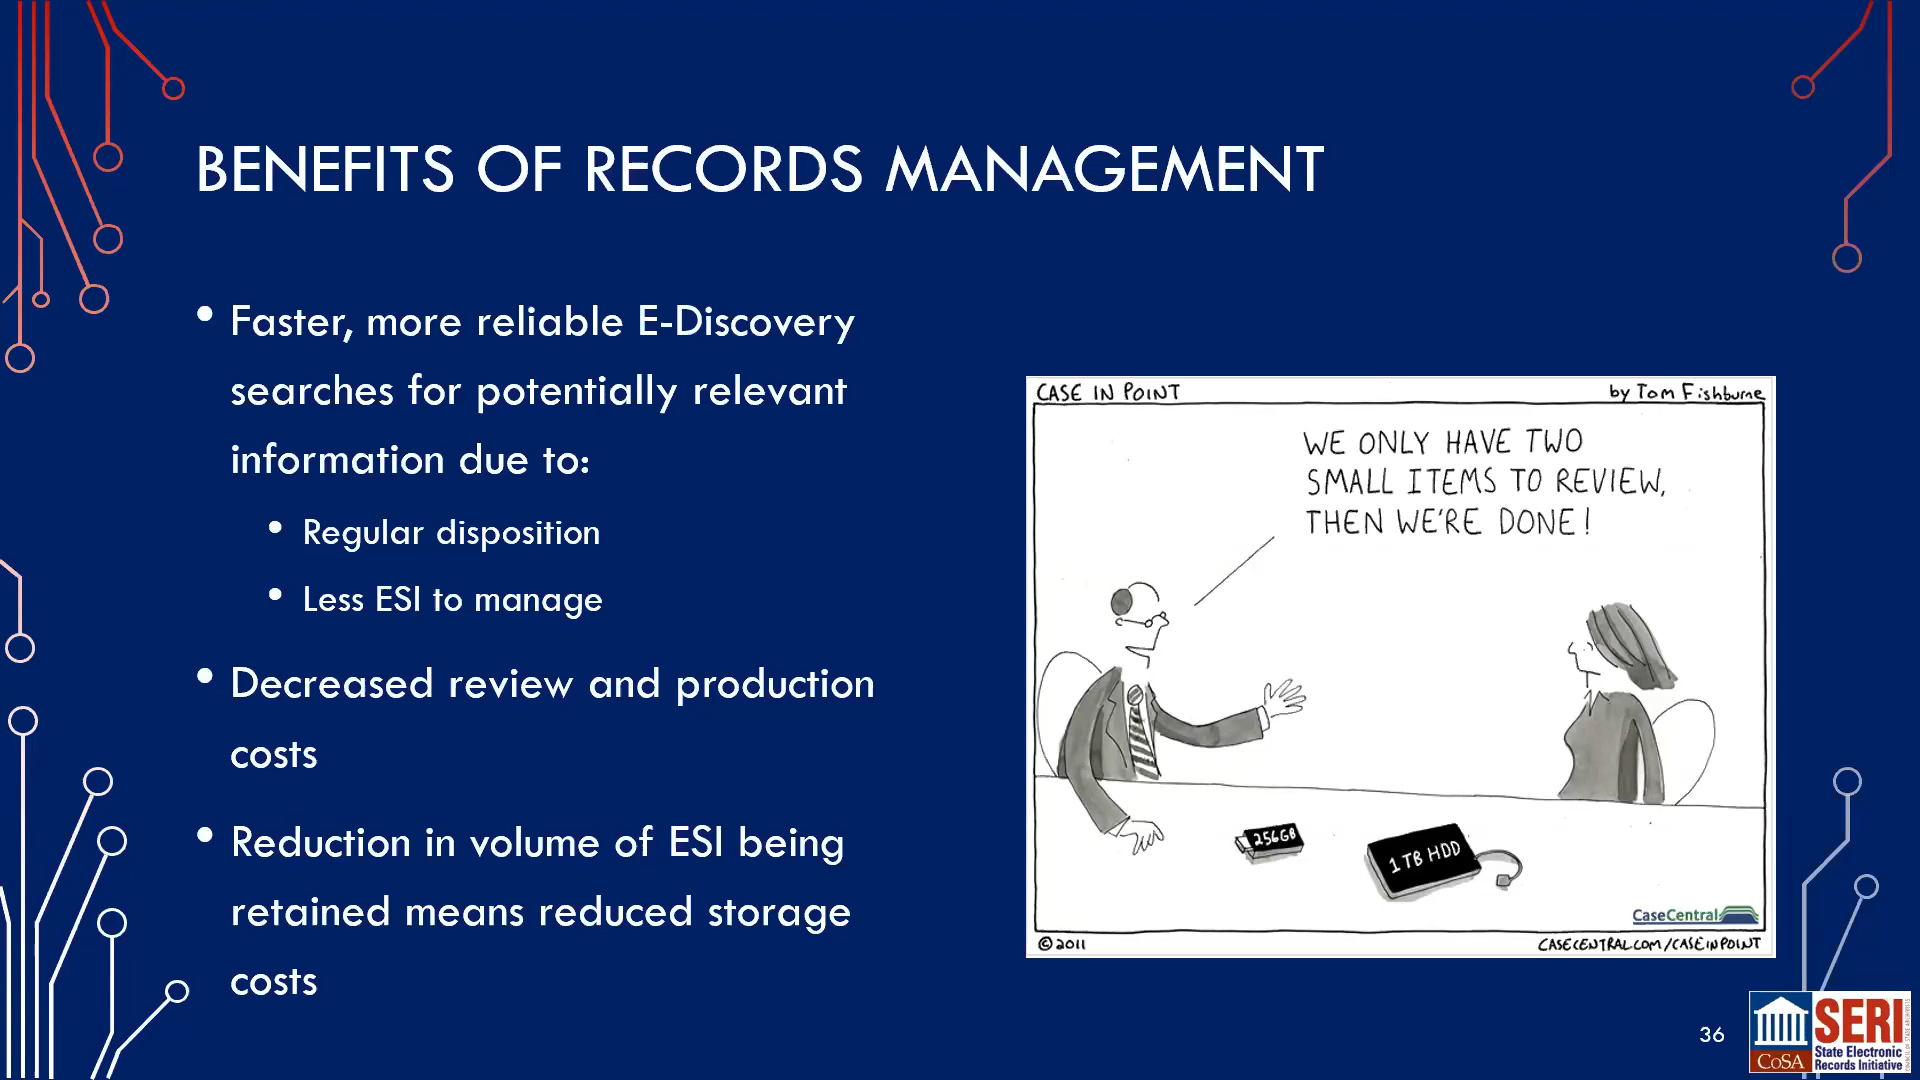 BENEFITS OF RECORDS MANAGEMENT
• Faster, more reliable E-Discovery
searches for potentially relevant
information due to:
• Regular disposition
• Less ESI to manage
• Decreased review and production
costs
• Reduction in volume of ESI being
retained means reduced storage
costs
CASE IN POINT
by Tom Fishburne
WE ONLY HAVE TWO
SMALL ITEMS TO REVIEW,
THEN WE'RE DONE!
256GB
1 TB HDD
CaseCentral
© 2011
CASECENTRAL.COM/CASEINPOINT
36
CoSA
SERI
State Electronic
Records Initiative